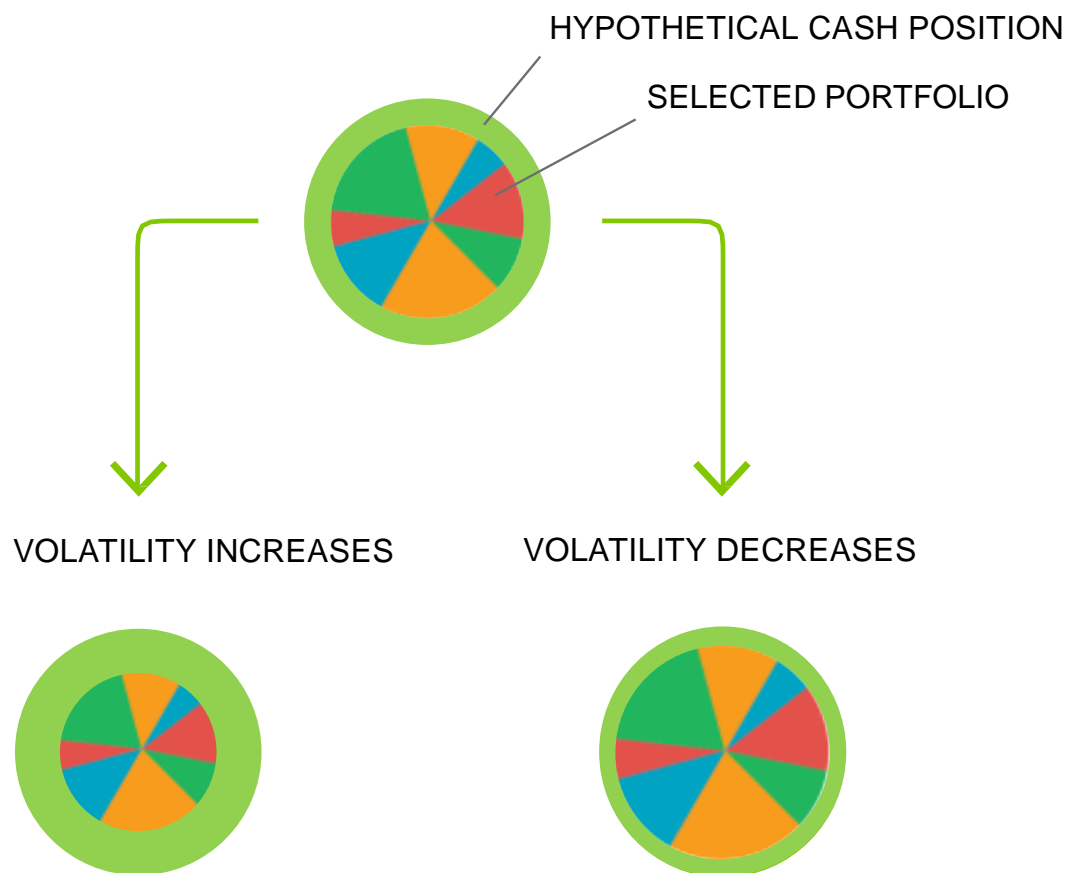 HYPOTHETICAL CASH POSITION
SELECTED PORTFOLIO
VOLATILITY INCREASES
VOLATILITY DECREASES